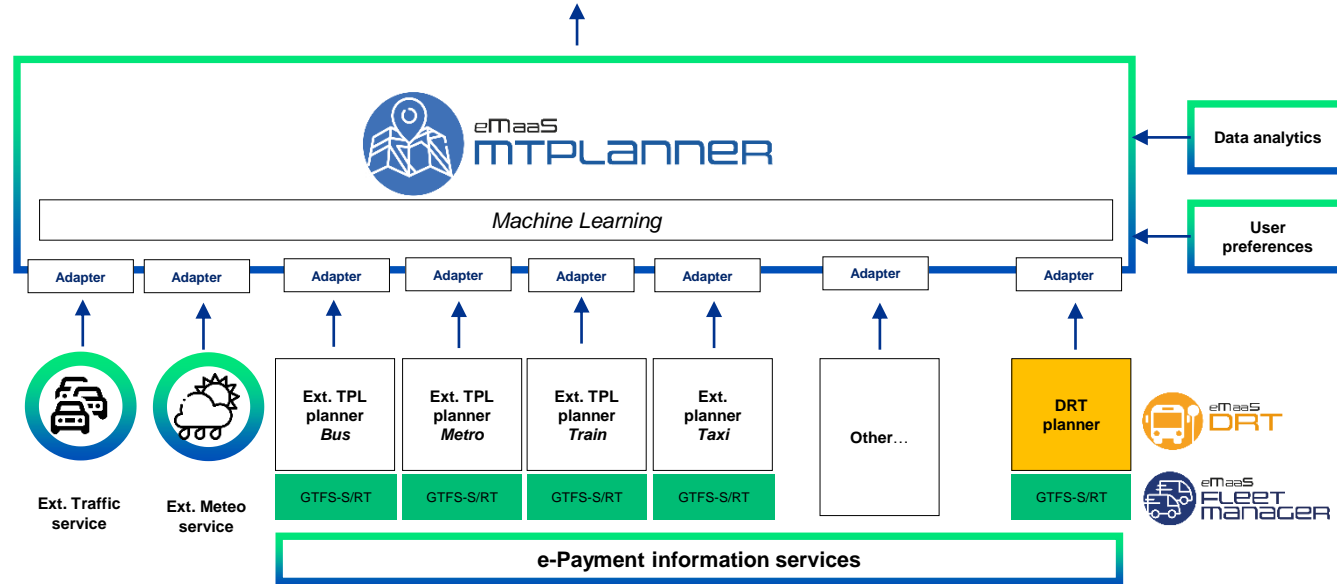 eMaaS
MTPLANNER
Data analytics
Machine Learning
User
preferences
Adapter
Adapter
Adapter
Adapter
Adapter
Adapter
Adapter
Adapter
Ext. TPL
planner
Bus
Ext. TPL
planner
Metro
Ext. TPL
planner
Train
Ext.
planner
Taxi
Other…
DRT
planner
eMaaS
DRT
Ext. Traffic
service
Ext. Meteo
service
GTFS-S/RT
GTFS-S/RT
GTFS-S/RT
GTFS-S/RT
GTFS-S/RT
eMaaS
FLEET
MANAGER
e-Payment information services